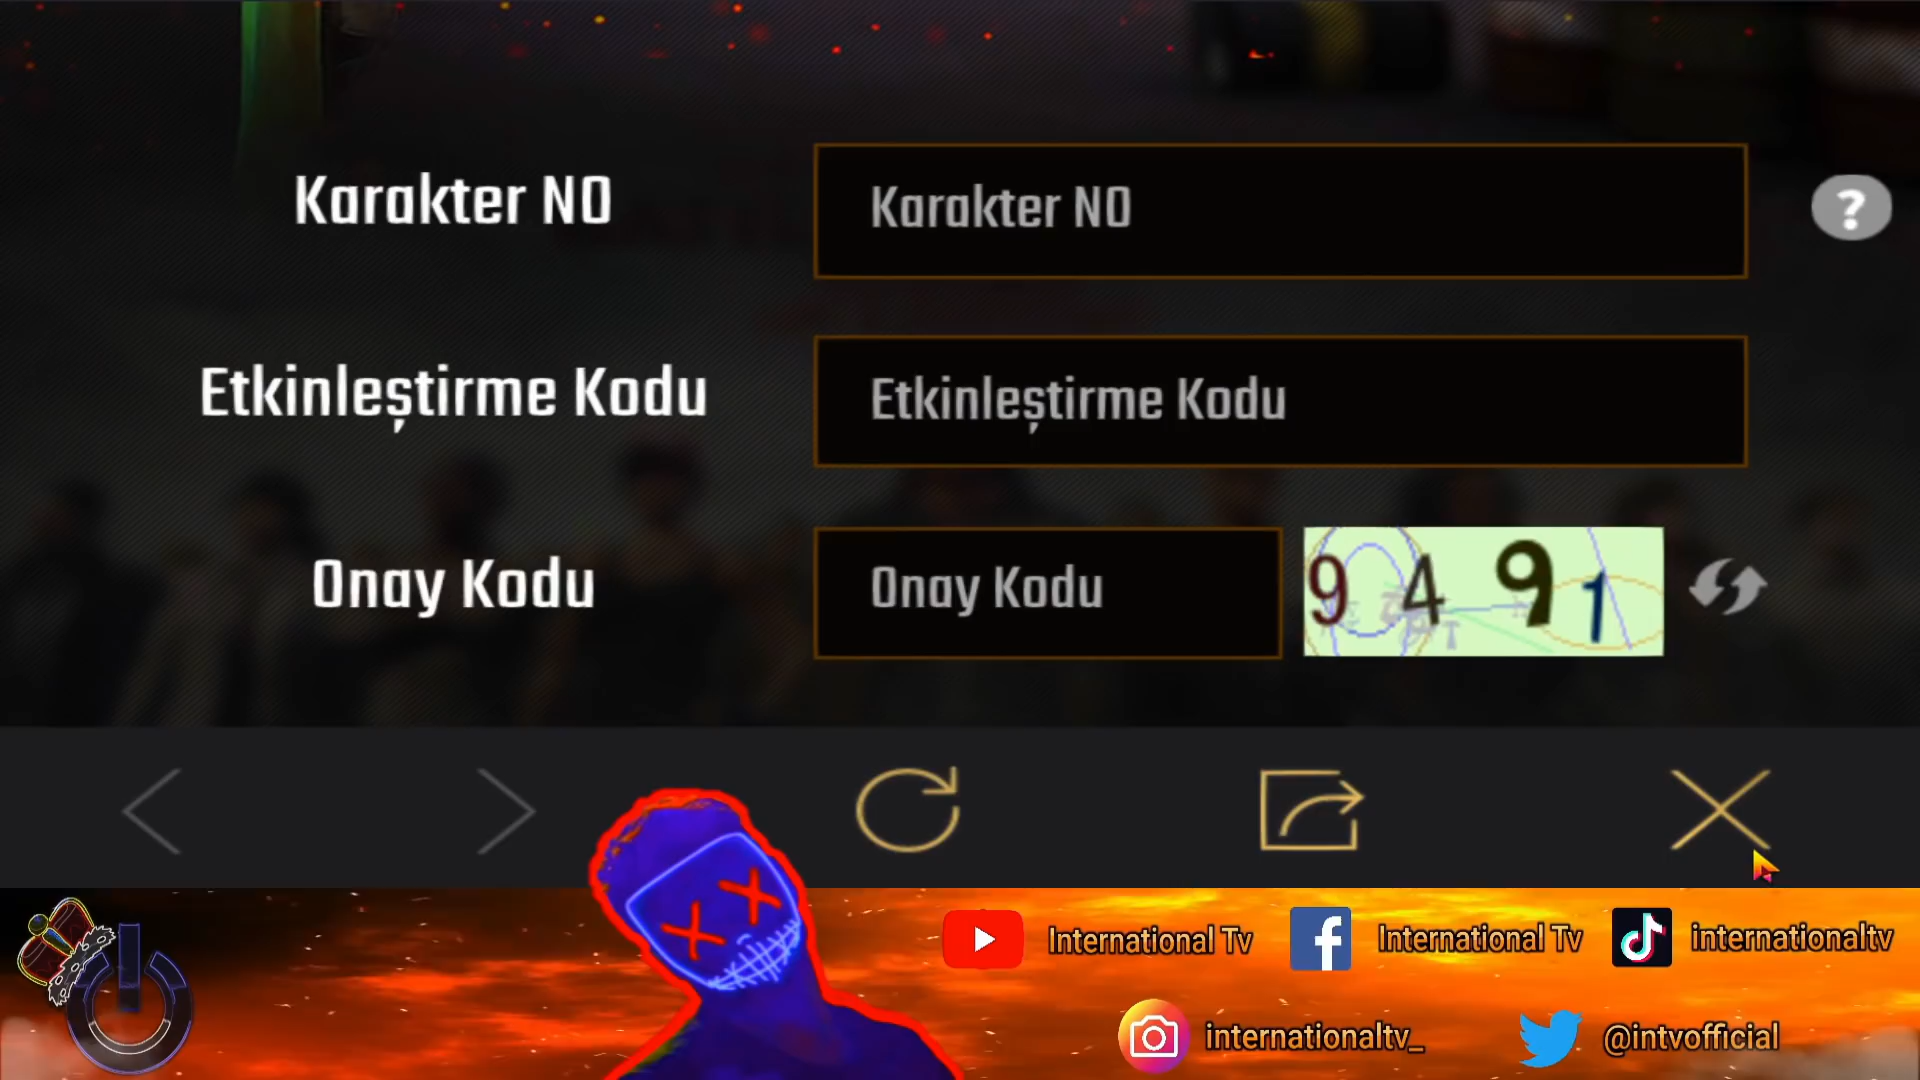 Karakter NO
Karakter NO
?
Etkinleştirme Kodu
Etkinleştirme Kodu
Onay Kodu
Onay Kodu
9 4 9 1
International Tv
International Tv
internationaltv
internationaltv_
@intvofficial